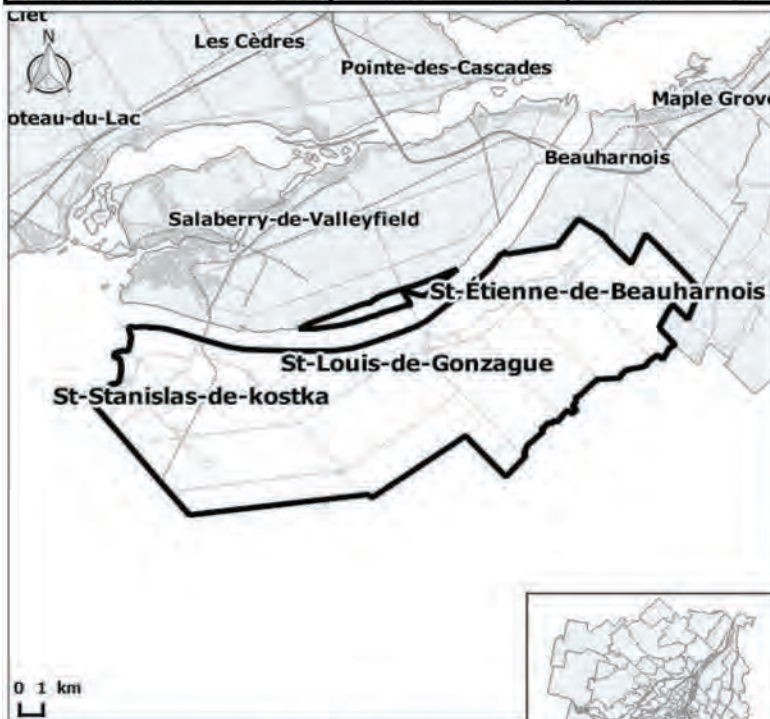 Les Cèdres
N
Pointe-des-Cascades
Maple Grove
oteau-du-Lac
Beauharnois
Salaberry-de-Valleyfield
St-Étienne-de-Beauharnois
St-Louis-de-Gonzague
St-Stanislas-de-kostka
0 1 km